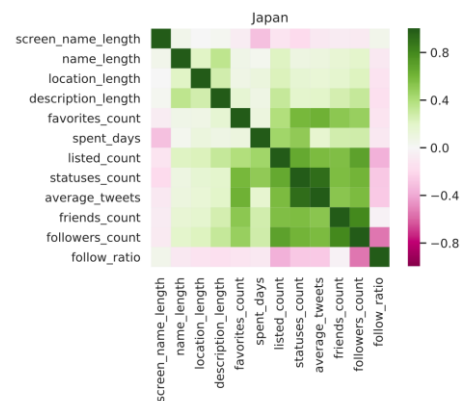 Japan
screen_name_length
name_length
location_length
description_length
favorites_count
spent_days
listed_count
statuses_count
average_tweets
friends_count
followers_count
follow_ratio
0.8
0.4
0.0
−0.4
−0.8
screen_name_length
name_length
location_length
description_length
favorites_count
spent_days
listed_count
statuses_count
average_tweets
friends_count
followers_count
follow_ratio